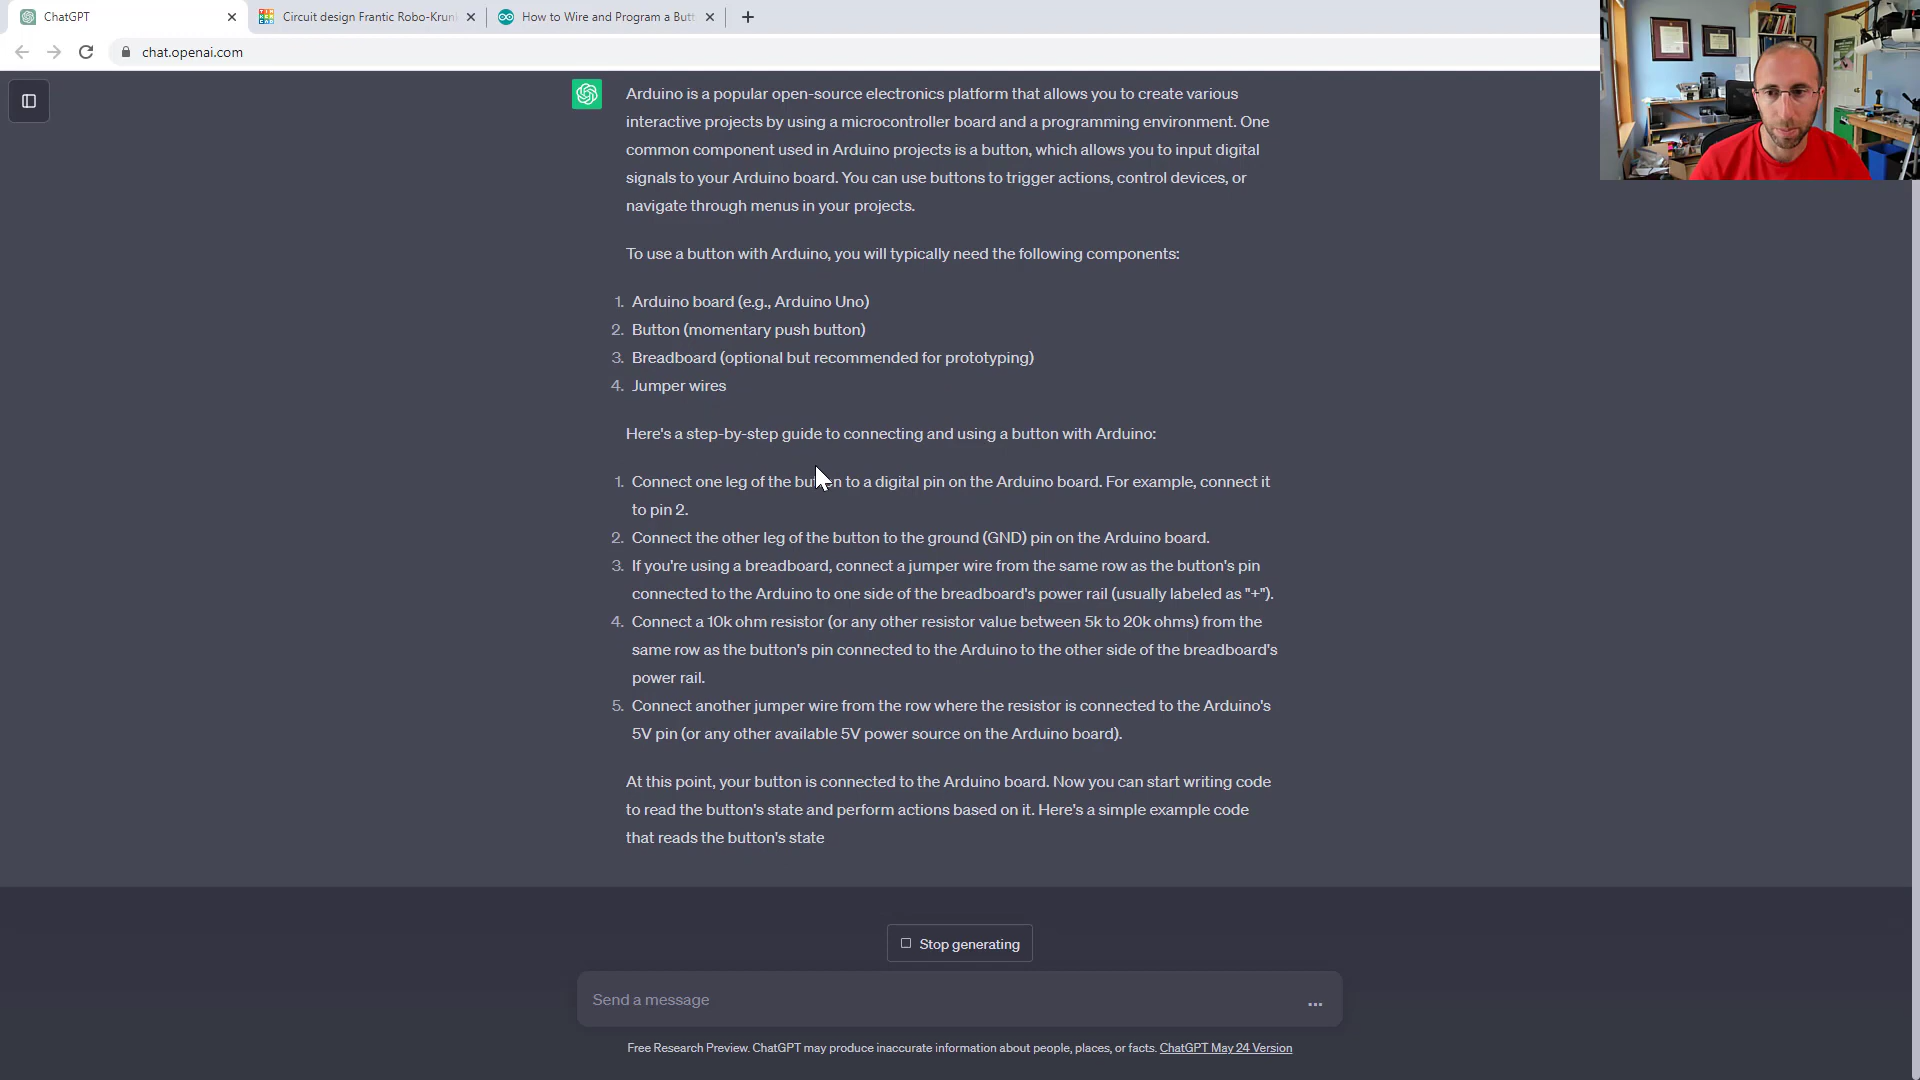 ChatGPT
Circuit design Frantic Robo-Krun
How to Wire and Program a Butt
chat.openai.com
Arduino is a popular open-source electronics platform that allows you to create various
interactive projects by using a microcontroller board and a programming environment. One
common component used in Arduino projects is a button, which allows you to input digital
signals to your Arduino board. You can use buttons to trigger actions, control devices, or
navigate through menus in your projects.
To use a button with Arduino, you will typically need the following components:
1. Arduino board (e.g., Arduino Uno)
2. Button (momentary push button)
3. Breadboard (optional but recommended for prototyping)
4. Jumper wires
Here's a step-by-step guide to connecting and using a button with Arduino:
1. Connect one leg of the button to a digital pin on the Arduino board. For example, connect it
to pin 2.
2. Connect the other leg of the button to the ground (GND) pin on the Arduino board.
3. If you're using a breadboard, connect a jumper wire from the same row as the button's pin
connected to the Arduino to one side of the breadboard's power rail (usually labeled as "+").
4. Connect a 10k ohm resistor (or any other resistor value between 5k to 20k ohms) from the
same row as the button's pin connected to the Arduino to the other side of the breadboard's
power rail.
5. Connect another jumper wire from the row where the resistor is connected to the Arduino's
5V pin (or any other available 5V power source on the Arduino board).
At this point, your button is connected to the Arduino board. Now you can start writing code
to read the button's state and perform actions based on it. Here's a simple example code
that reads the button's state
Stop generating
Send a message
Free Research Preview. ChatGPT may produce inaccurate information about people, places, or facts. ChatGPT May 24 Version